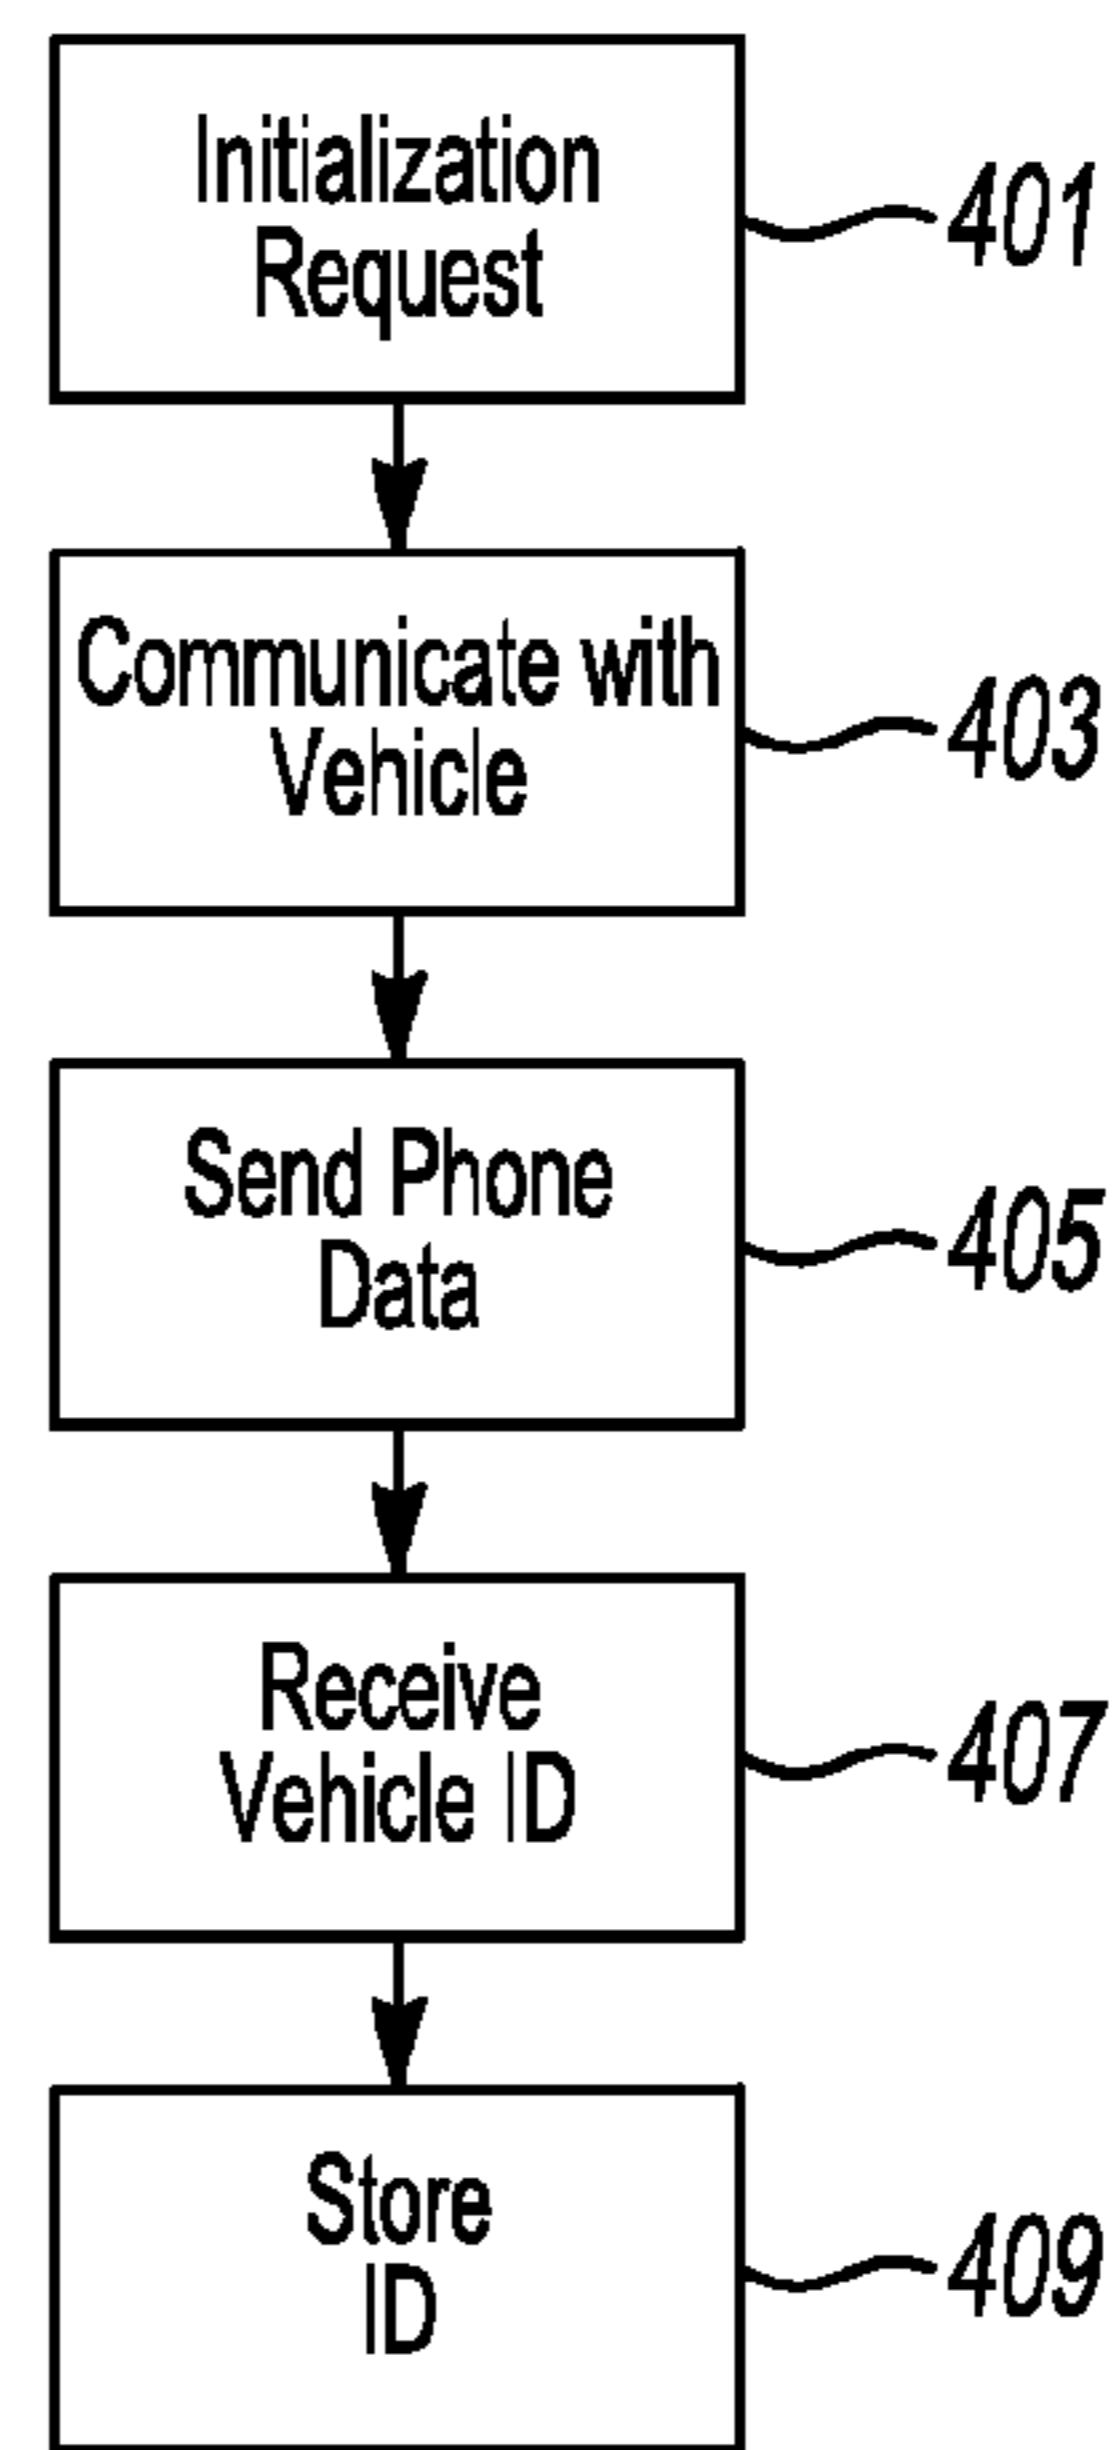 Initialization
Request
401
Communicate with
Vehicle
403
Send Phone
Data
405
Receive
Vehicle ID
407
Store
ID
409